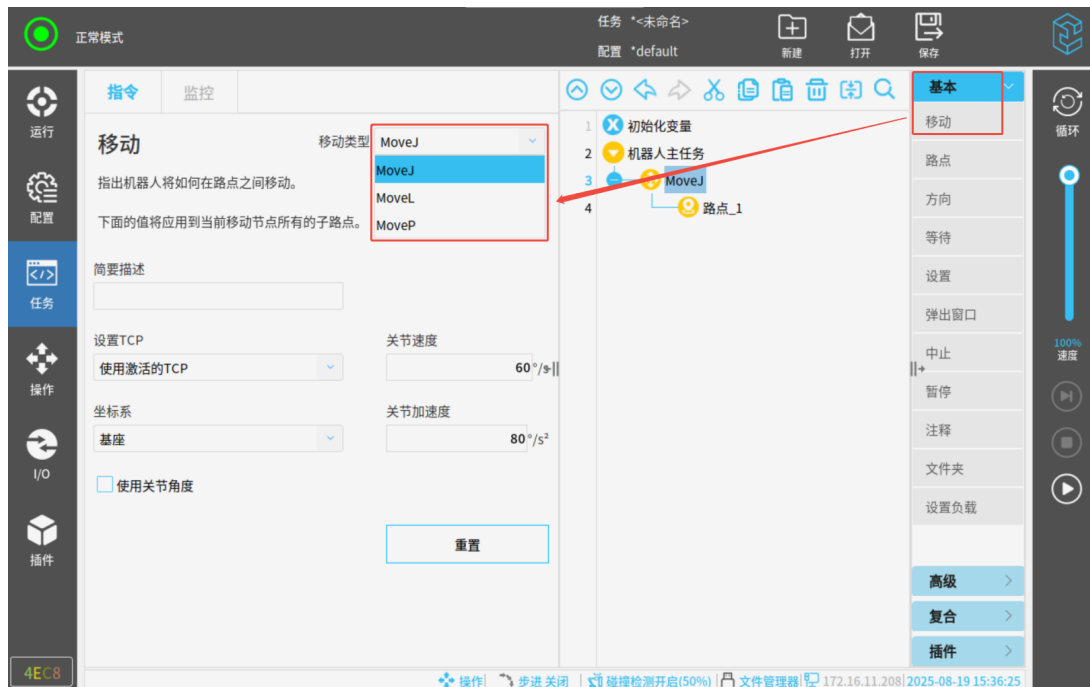 正常模式
任务 *<未命名>
配置 *default
新建
打开
保存
运行
配置
任务
操作
I/O
插件
4EC8
指令
监控
移动
移动类型
MoveJ
MoveJ
MoveL
MoveP
指出机器人将如何在路点之间移动。
下面的值将应用到当前移动节点所有的子路点。
简要描述
设置TCP
关节速度
使用激活的TCP
60 °/s
坐标系
关节加速度
基座
80 °/s²
使用关节角度
重置
1 初始化变量
2 机器人主任务
3 MoveJ
4 路点_1
基本
移动
路点
方向
等待
设置
弹出窗口
中止
暂停
注释
文件夹
设置负载
高级
复合
插件
循环
100%
速度
操作
步进 关闭
碰撞检测开启(50%)
文件管理器
172.16.11.208
2025-08-19 15:36:25